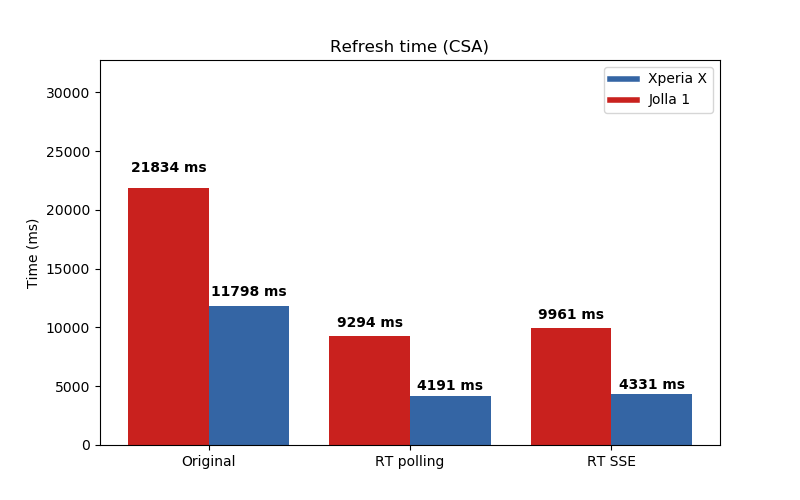 Refresh time (CSA)
Xperia X
Jolla 1
Time (ms)
30000
25000
20000
15000
10000
5000
0
21834 ms
11798 ms
9294 ms
4191 ms
9961 ms
4331 ms
Original
RT polling
RT SSE